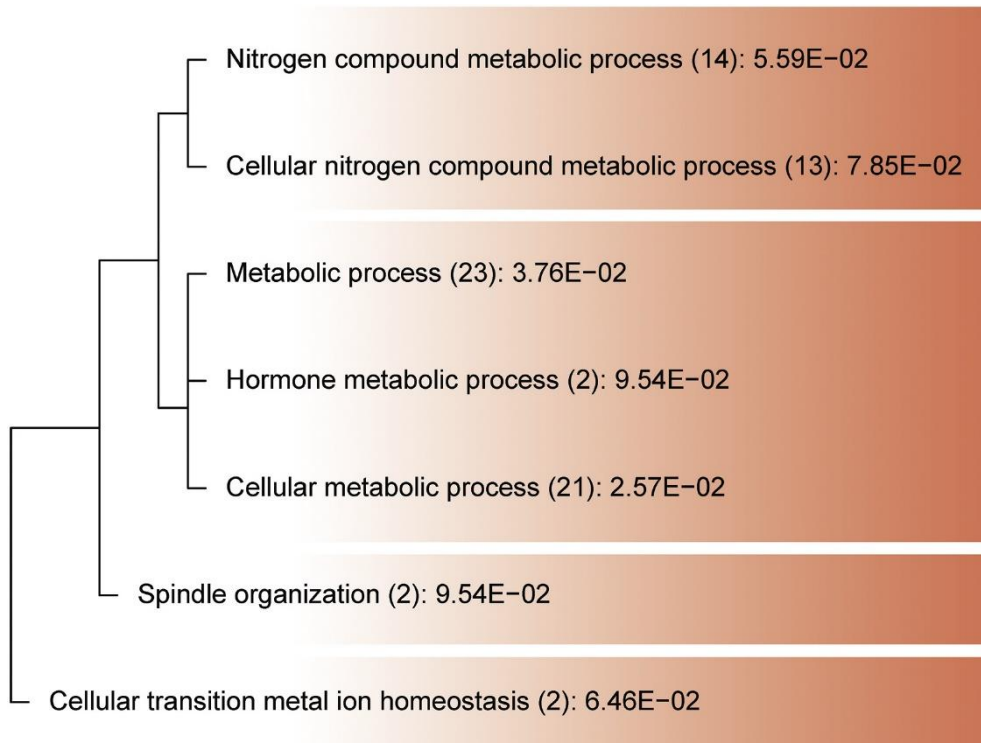 Nitrogen compound metabolic process (14): 5.59E−02
Cellular nitrogen compound metabolic process (13): 7.85E−02
Metabolic process (23): 3.76E−02
Hormone metabolic process (2): 9.54E−02
Cellular metabolic process (21): 2.57E−02
Spindle organization (2): 9.54E−02
Cellular transition metal ion homeostasis (2): 6.46E−02